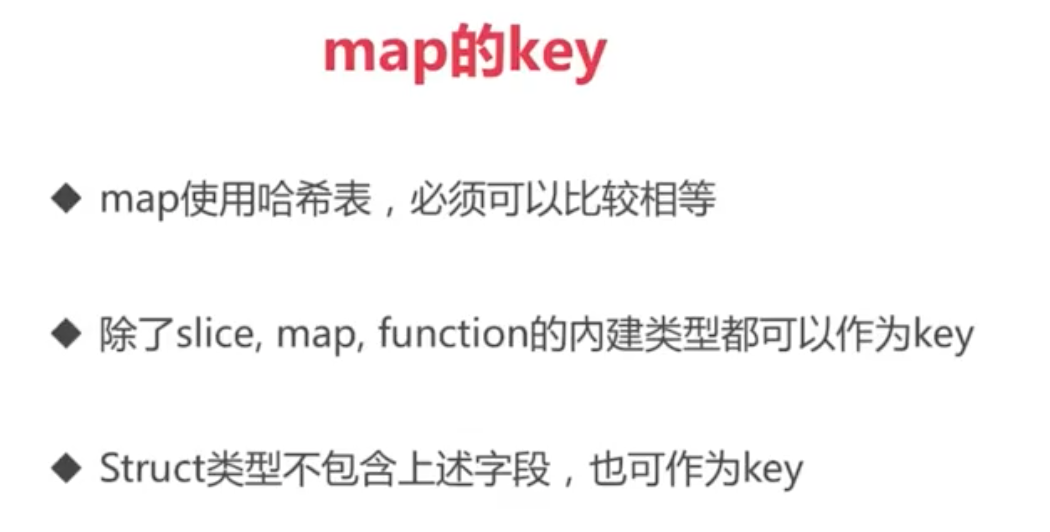 map的key
◆ map使用哈希表，必须可以比较相等
◆ 除了slice, map, function的内建类型都可以作为key
◆ Struct类型不包含上述字段，也可作为key